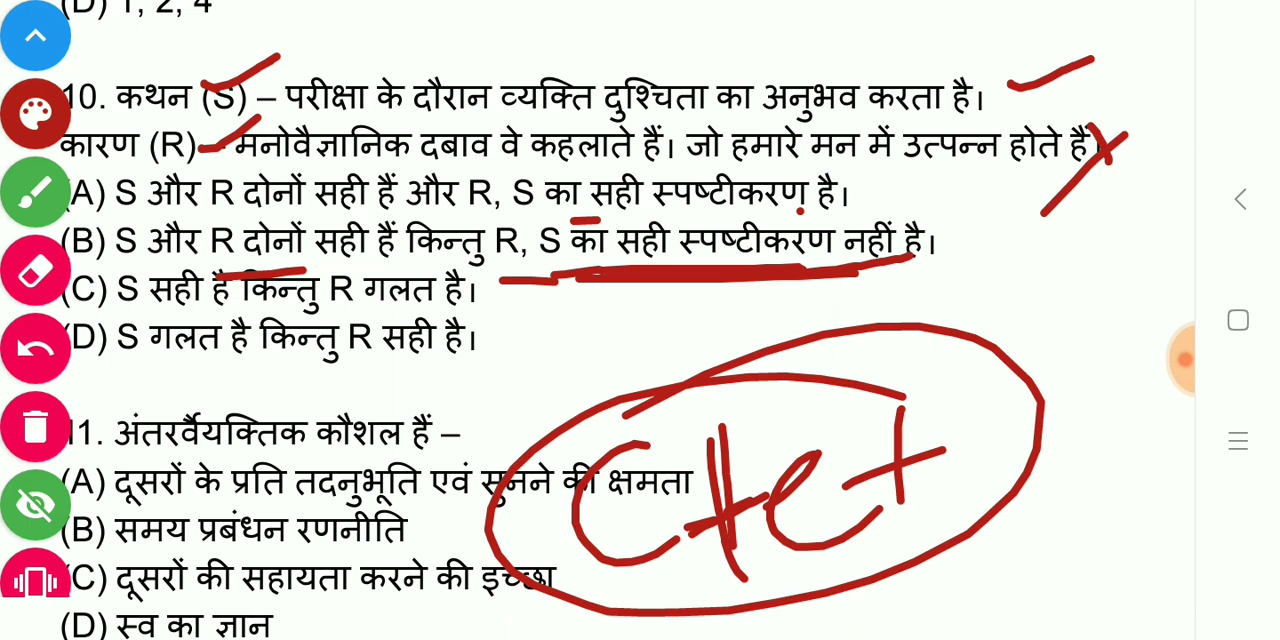 (D) 1, 2, 4
10. कथन (S) – परीक्षा के दौरान व्यक्ति दुश्चिता का अनुभव करता है।
कारण (R) – मनोवैज्ञानिक दबाव वे कहलाते हैं। जो हमारे मन में उत्पन्न होते हैं।
(A) S और R दोनों सही हैं और R, S का सही स्पष्टीकरण है।
(B) S और R दोनों सही हैं किन्तु R, S का सही स्पष्टीकरण नहीं है।
(C) S सही है किन्तु R गलत है।
(D) S गलत है किन्तु R सही है।
11. अंतरर्वैयक्तिक कौशल हैं –
(A) दूसरों के प्रति तदनुभूति एवं सुनने की क्षमता
(B) समय प्रबंधन रणनीति
(C) दूसरों की सहायता करने की इच्छा
(D) स्व का ज्ञान
Ctet